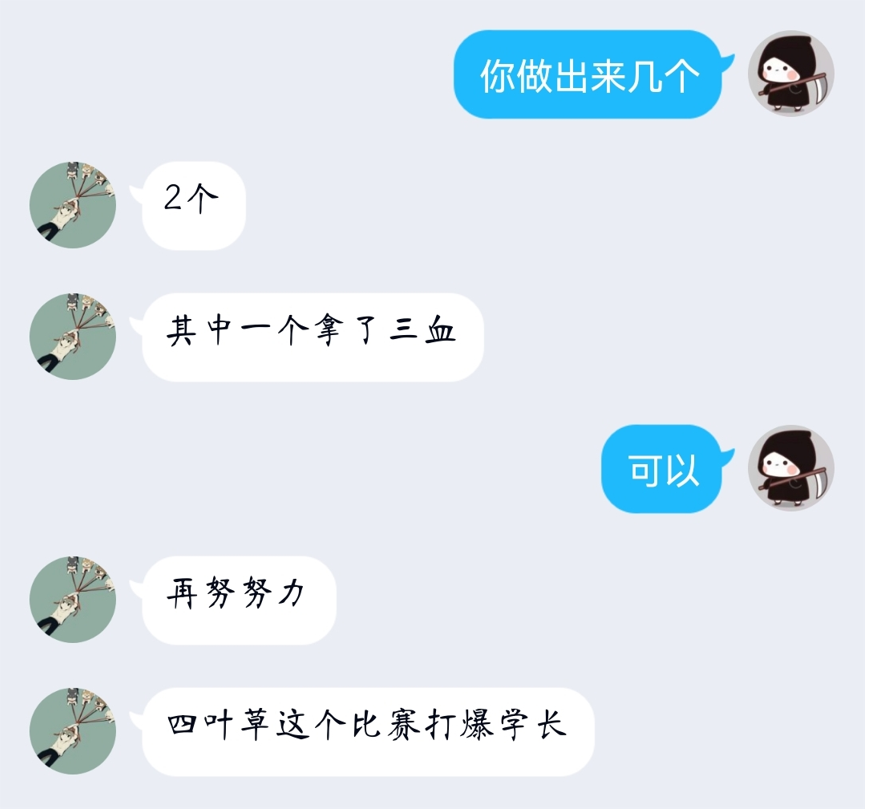 你做出来几个
2个
其中一个拿了三血
可以
再努努力
四叶草这个比赛打爆学长